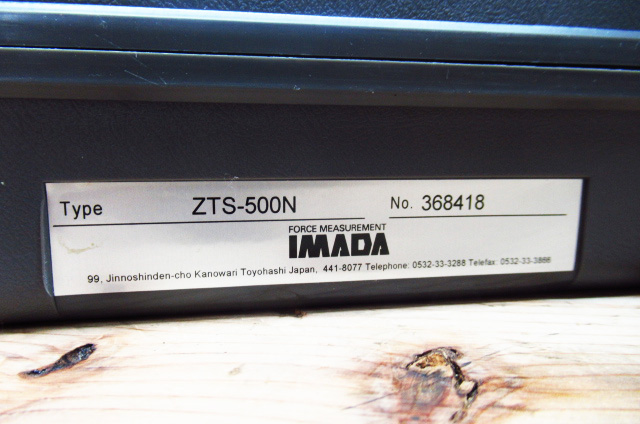 Type ZTS-500N No. 368418
FORCE MEASUREMENT
IMADA
99, Jinnoshinden-cho Kanowari Toyohashi Japan, 441-8077 Telephone: 0532-33-3288 Telefax: 0532-33-3866